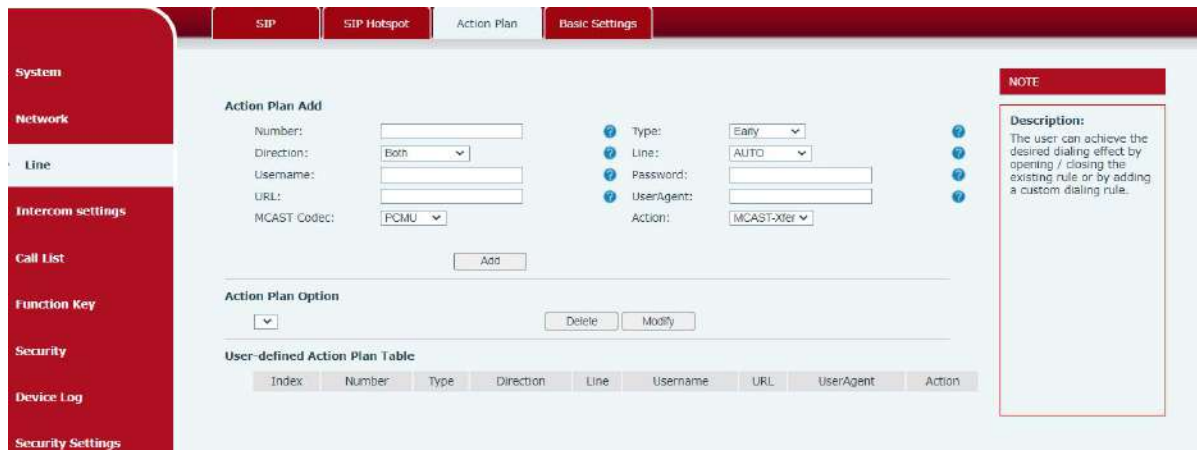 SIP SIP Hotspot Action Plan Basic Settings
System
Network
Line
Intercom settings
Call List
Function Key
Security
Device Log
Security Settings
Action Plan Add
Number: Type: Early
Direction: Both Line: AUTO
Username: Password:
URL: UserAgent:
MCAST Codec: PCMU Action: MCAST-Xfer
Add
Action Plan Option
Delete Modify
User-defined Action Plan Table
Index Number Type Direction Line Username URL UserAgent Action
NOTE
Description:
The user can achieve the
desired dialing effect by
opening / closing the
existing rule or by adding
a custom dialing rule.